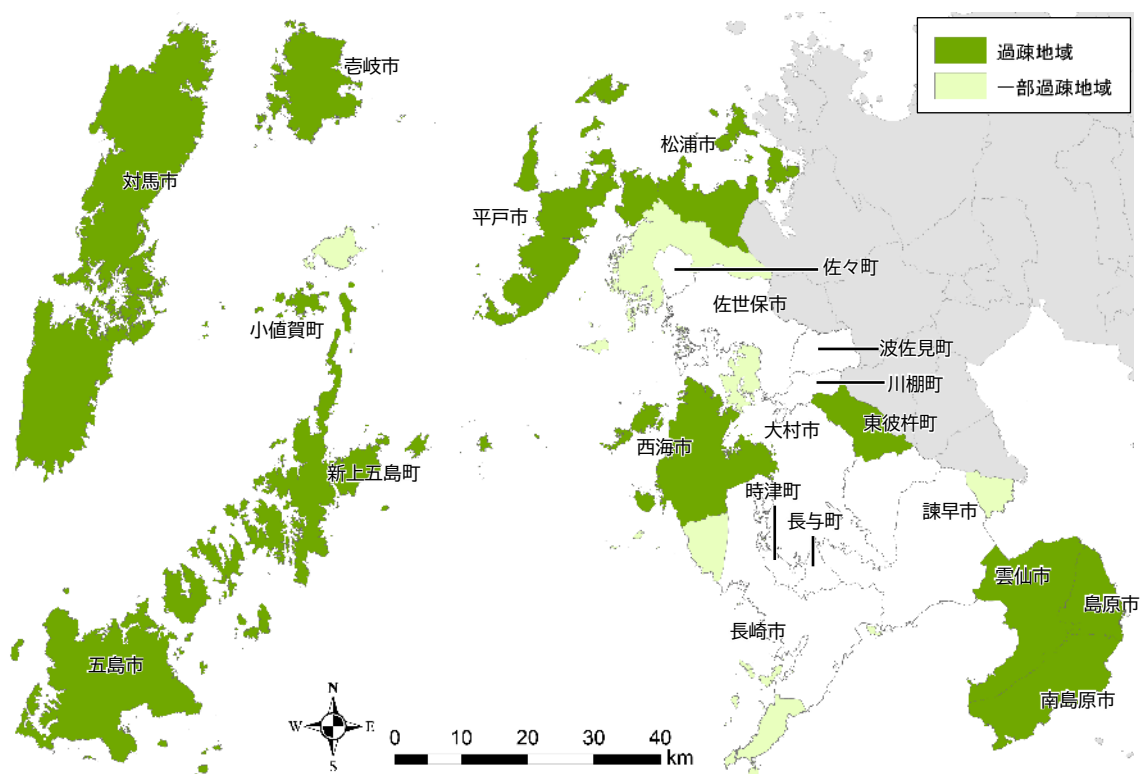 過疎地域
一部過疎地域
壱岐市
対馬市
松浦市
平戸市
佐々町
佐世保市
小値賀町
波佐見町
川棚町
東彼杵町
大村市
西海市
新上五島町
時津町
長与町
諫早市
雲仙市
島原市
長崎市
五島市
南島原市
N
W E
S
0 10 20 30 40
km